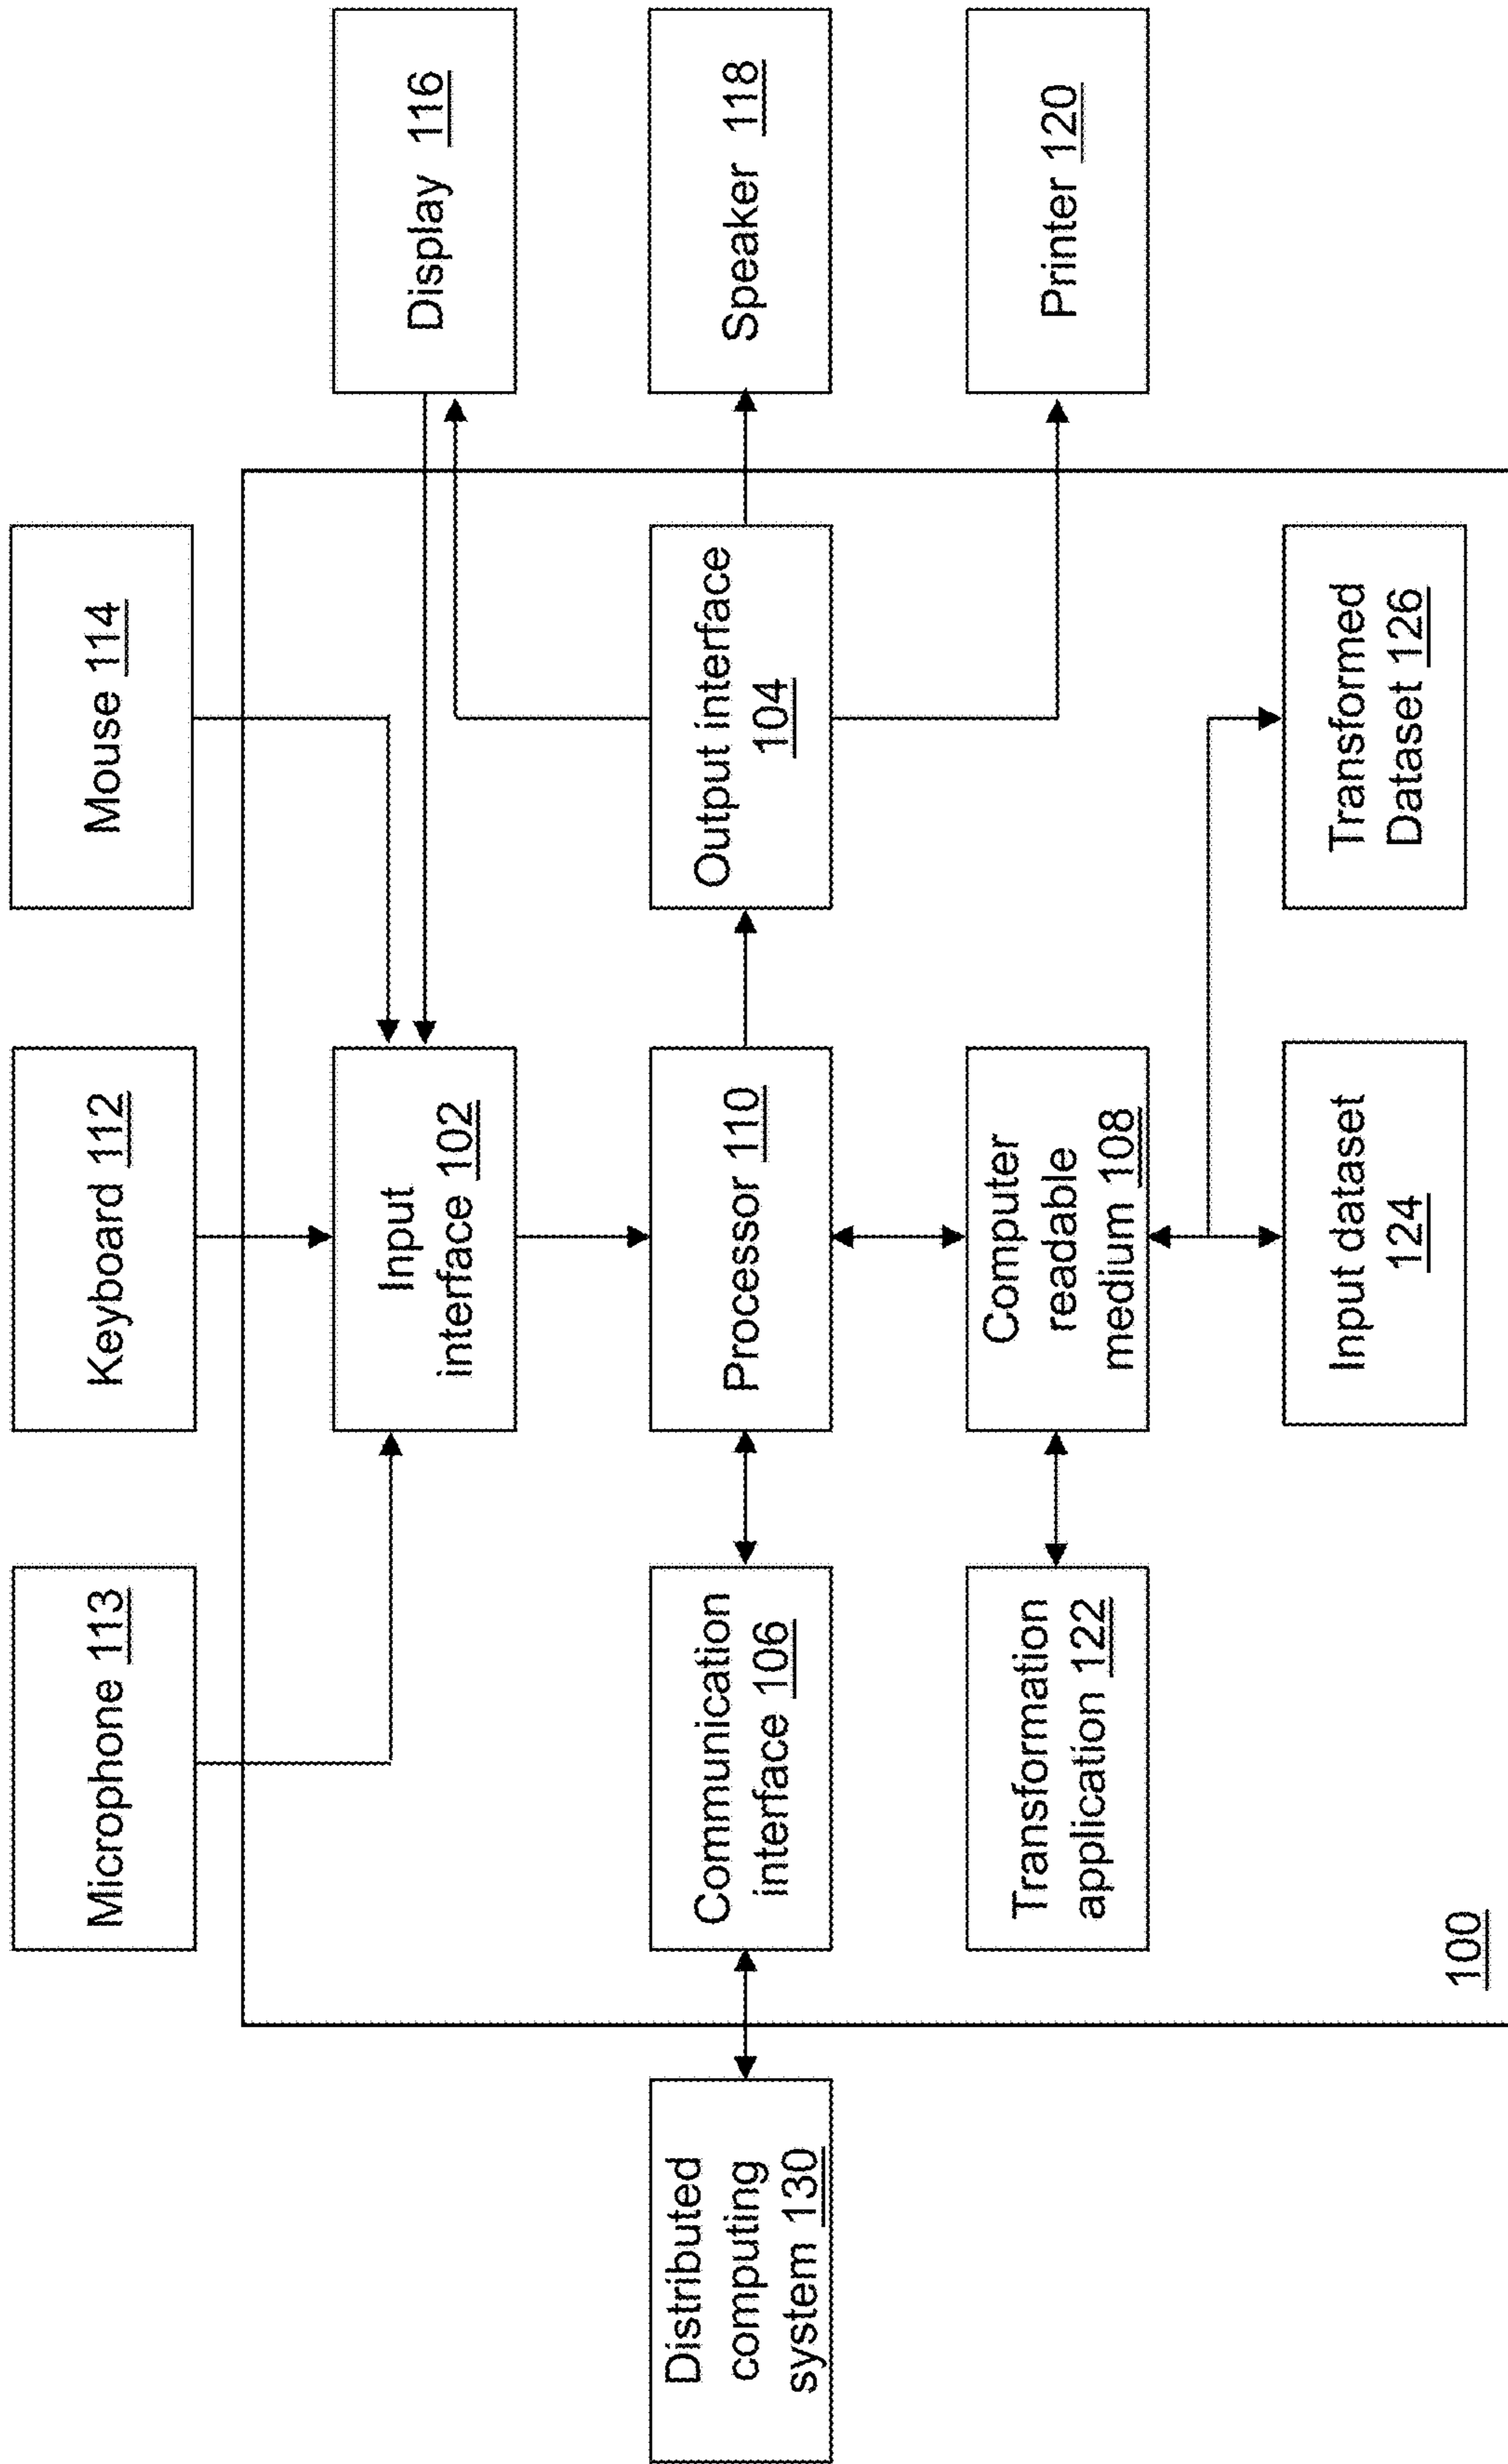 Microphone 113
Keyboard 112
Mouse 114
Input
interface 102
Display 116
Distributed
computing
system 130
Communication
interface 106
Processor 110
Output interface
104
Speaker 118
Transformation
application 122
Computer
readable
medium 108
Printer 120
Input dataset
124
Transformed
Dataset 126
100